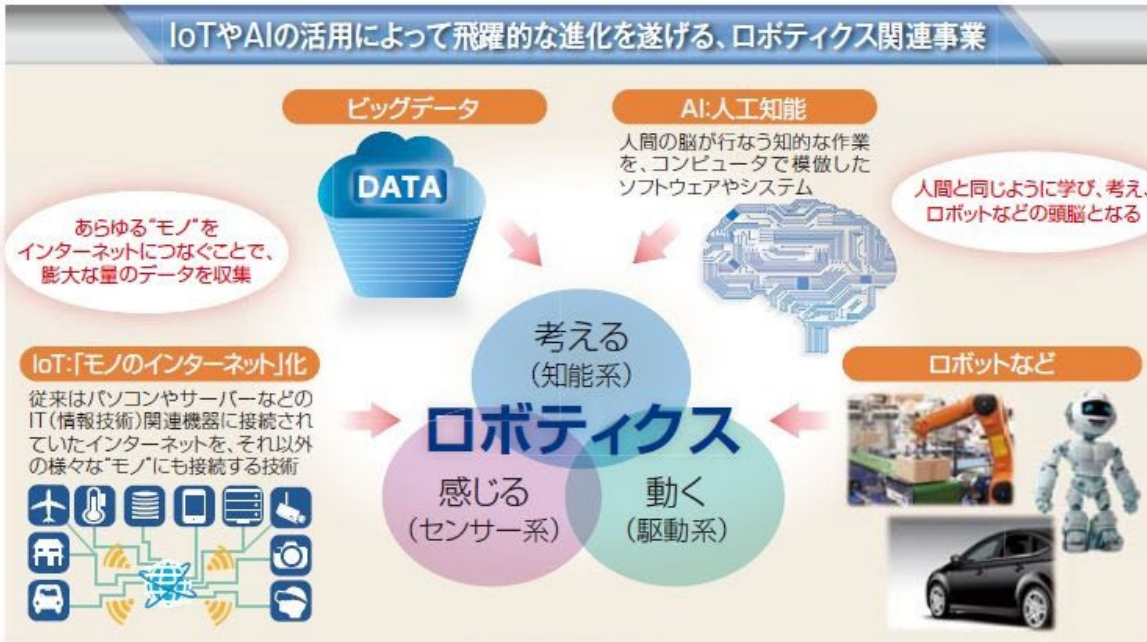 IoTやAIの活用によって飛躍的な進化を遂げる、ロボティクス関連事業
ビッグデータ
DATA
AI:人工知能
人間の脳が行なう知的な作業
を、コンピュータで模倣した
ソフトウェアやシステム
人間と同じように学び、考え、
ロボットなどの頭脳となる
あらゆる“モノ”を
インターネットにつなぐことで、
膨大な量のデータを収集
IoT:「モノのインターネット」化
従来はパソコンやサーバーなどの
IT(情報技術)関連機器に接続され
ていたインターネットを、それ以外
の様々な“モノ”にも接続する技術
考える
(知能系)
ロボティクス
感じる
(センサー系)
動く
(駆動系)
ロボットなど